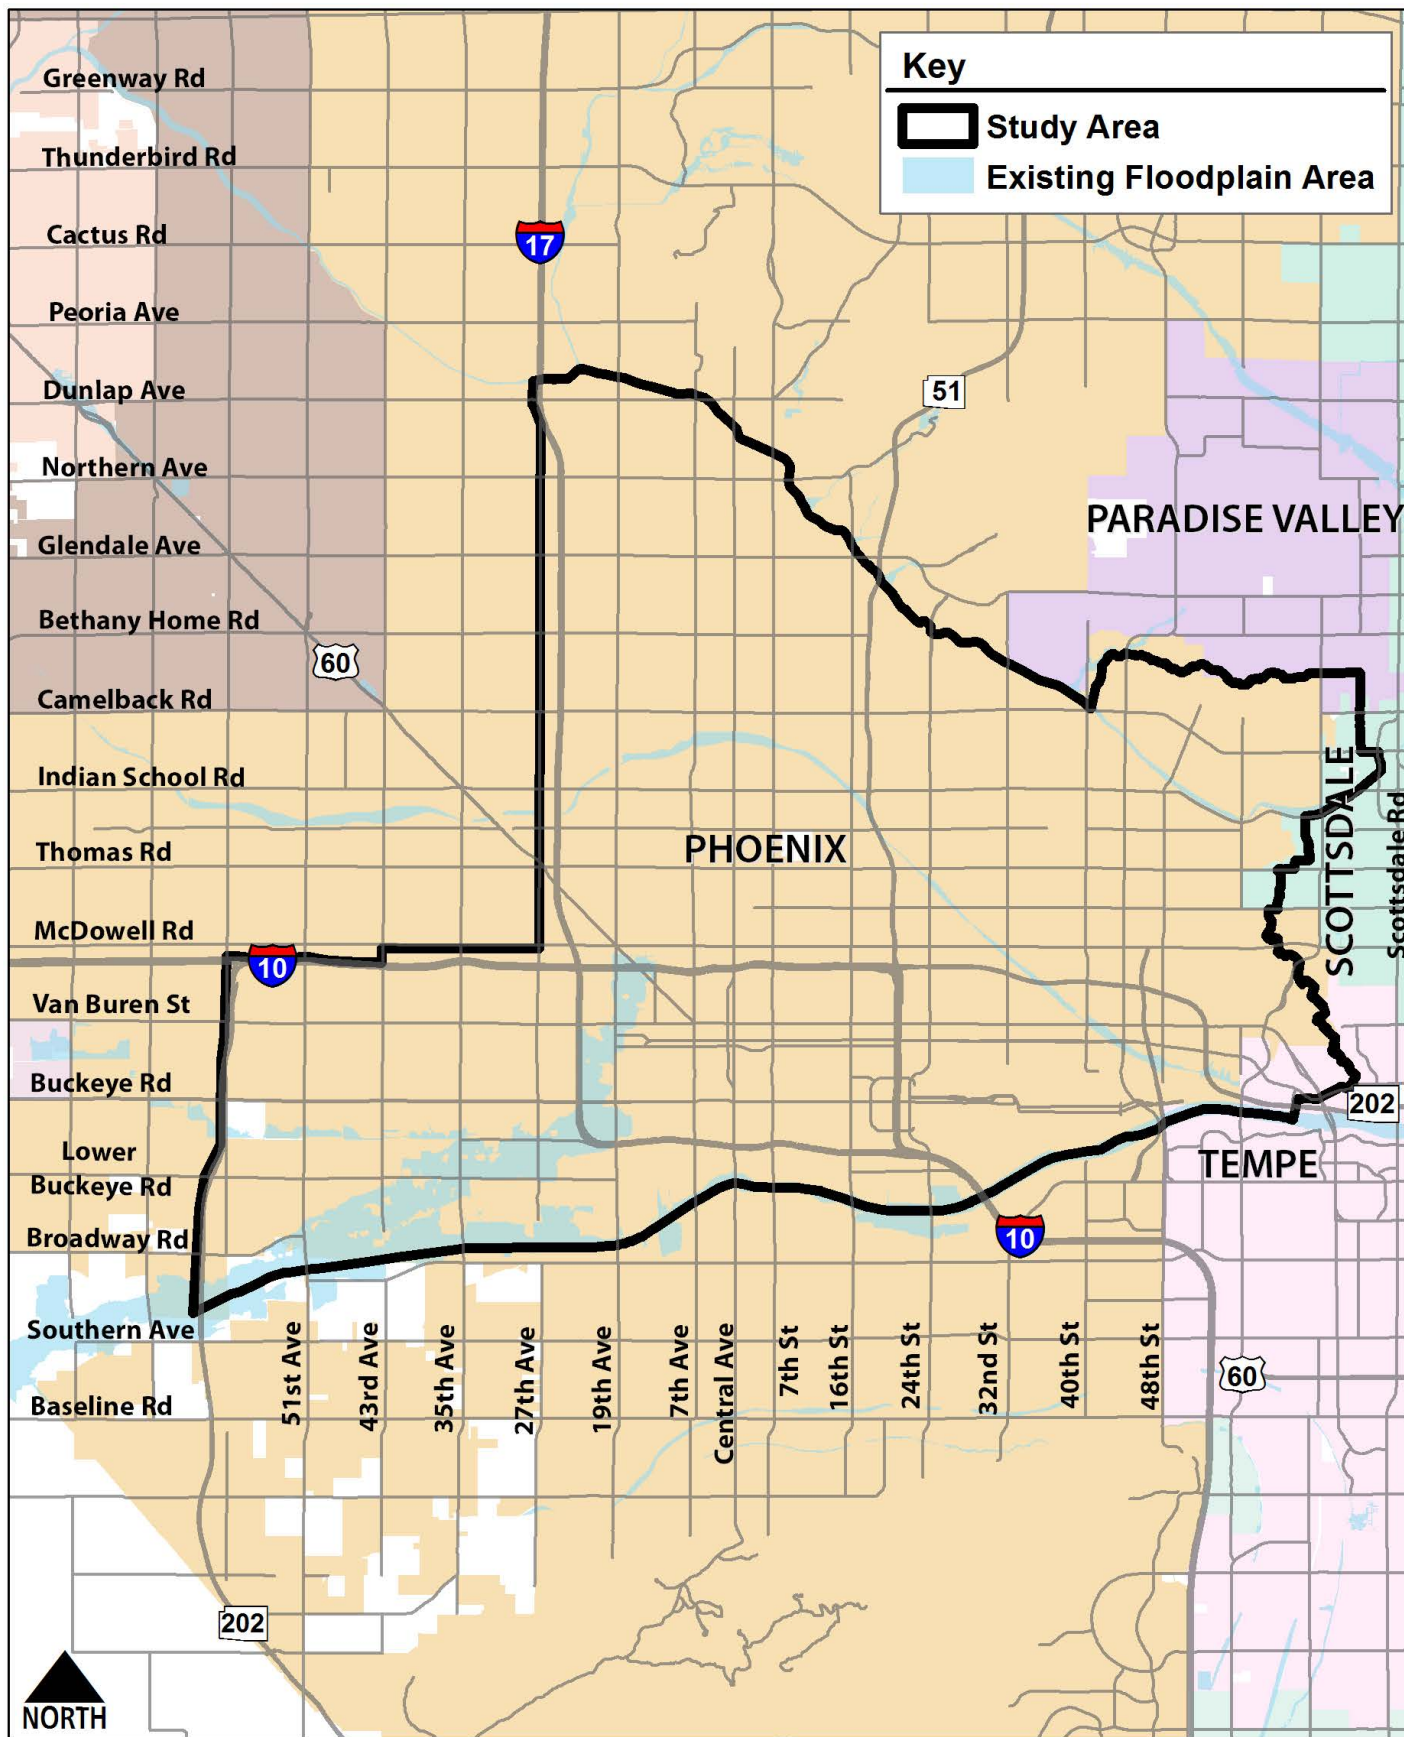 Key
Study Area
Existing Floodplain Area
Greenway Rd
Thunderbird Rd
Cactus Rd
17
Peoria Ave
Dunlap Ave
51
Northern Ave
PARADISE VALLEY
Glendale Ave
Bethany Home Rd
60
Camelback Rd
Indian School Rd
SCOTTSDALE
Scottsdale Rd
Thomas Rd
PHOENIX
McDowell Rd
10
Van Buren St
Buckeye Rd
202
Lower
Buckeye Rd
TEMPE
Broadway Rd
10
Southern Ave
51st Ave
43rd Ave
35th Ave
27th Ave
19th Ave
7th Ave
Central Ave
7th St
16th St
24th St
32nd St
40th St
48th St
60
Baseline Rd
202
NORTH